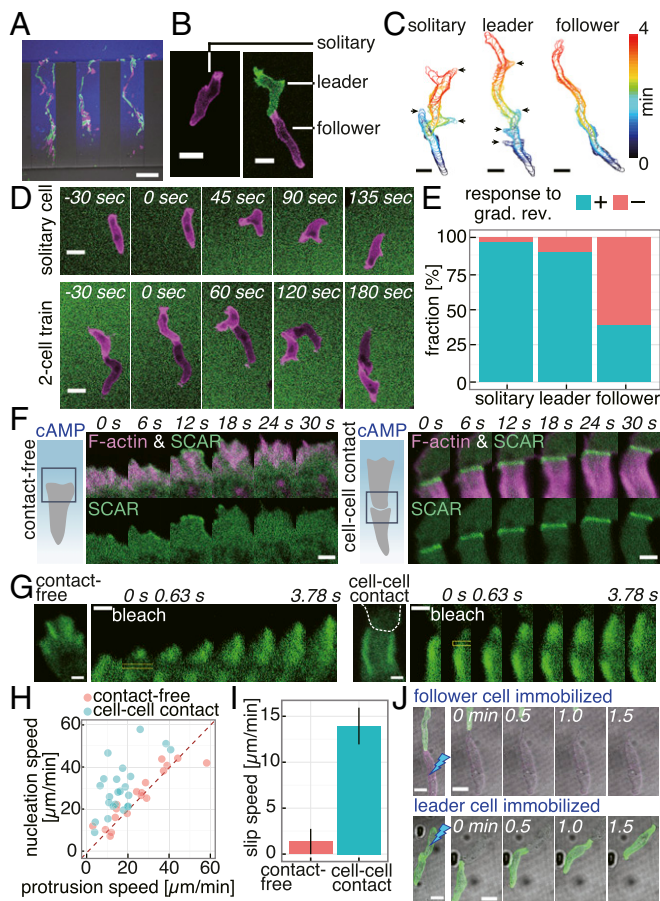 A
B
solitary
leader
follower
C
solitary leader follower
4
min
0
D
solitary cell
-30 sec 0 sec 45 sec 90 sec 135 sec
2-cell train
-30 sec 0 sec 60 sec 120 sec 180 sec
E
response to
grad. rev.
+ −
fraction [%]
100
75
50
25
0
solitary leader follower
F
cAMP
contact-free
0 s 6 s 12 s 18 s 24 s 30 s
F-actin & SCAR
SCAR
cAMP
cell-cell contact
0 s 6 s 12 s 18 s 24 s 30 s
F-actin & SCAR
SCAR
G
contact-
free
0 s 0.63 s 3.78 s
bleach
cell-cell
contact
0 s 0.63 s 3.78 s
bleach
H
contact-free
cell-cell contact
nucleation speed
[µm/min]
60
40
20
0
0 20 40 60
protrusion speed [µm/min]
I
slip speed [µm/min]
15
10
5
0
contact-
free
cell-cell
contact
J
follower cell immobilized
0 min 0.5 1.0 1.5
leader cell immobilized
0 min 0.5 1.0 1.5